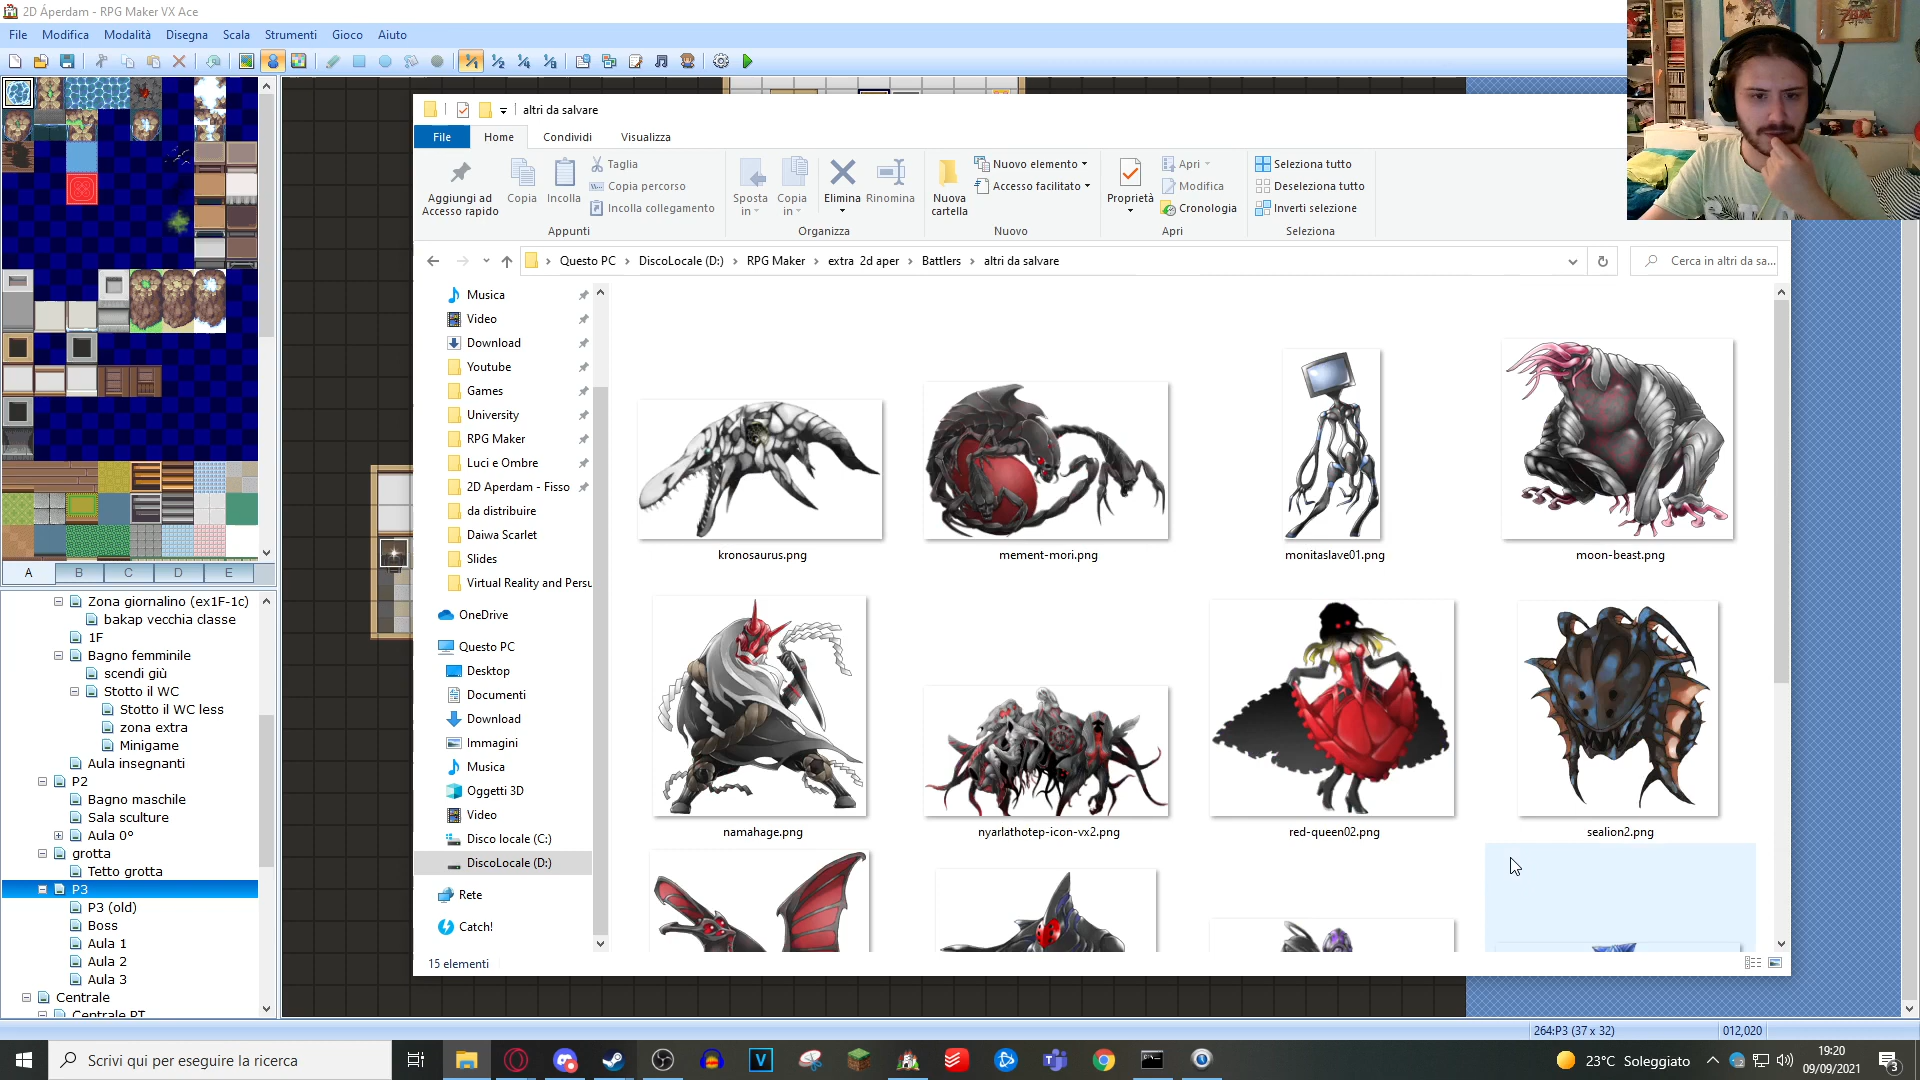 2D Áperdam - RPG Maker VX Ace
File Modifica Modalità Disegna Scala Strumenti Gioco Aiuto
altri da salvare
File Home Condividi Visualizza
Aggiungi ad Accesso rapido
Copia
Incolla
Taglia
Copia percorso
Incolla collegamento
Appunti
Sposta in
Copia in
Elimina
Rinomina
Organizza
Nuova cartella
Nuovo elemento
Accesso facilitato
Nuovo
Proprietà
Apri
Modifica
Cronologia
Apri
Seleziona tutto
Deseleziona tutto
Inverti selezione
Seleziona
Questo PC > DiscoLocale (D:) > RPG Maker > extra 2d aper > Battlers > altri da salvare
Cerca in altri da sa...
Musica
Video
Download
Youtube
Games
University
RPG Maker
Luci e Ombre
2D Aperdam - Fisso
da distribuire
Daiwa Scarlet
Slides
Virtual Reality and Persu
OneDrive
Questo PC
Desktop
Documenti
Download
Immagini
Musica
Oggetti 3D
Video
Disco locale (C:)
DiscoLocale (D:)
Rete
Catch!
kronosaurus.png
mement-mori.png
monitaslave01.png
moon-beast.png
namahage.png
nyarlathotep-icon-vx2.png
red-queen02.png
sealion2.png
15 elementi
A B C D E
Zona giornalino (ex1F-1c)
bakap vecchia classe
1F
Bagno femminile
scendi giù
Stotto il WC
Stotto il WC less
zona extra
Minigame
Aula insegnanti
P2
Bagno maschile
Sala sculture
Aula 0°
grotta
Tetto grotta
P3
P3 (old)
Boss
Aula 1
Aula 2
Aula 3
Centrale
Centrale PT
264:P3 (37 x 32)
012,020
Scrivi qui per eseguire la ricerca
23°C Soleggiato
19:20
09/09/2021
3